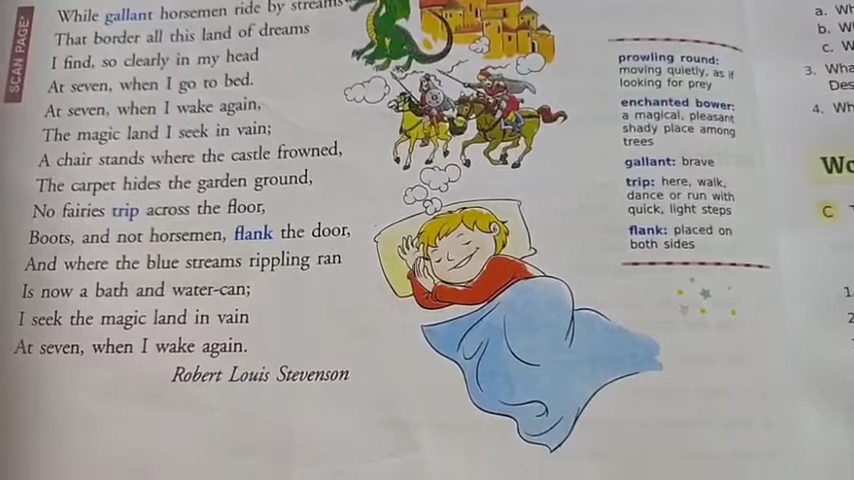 SCAN PAGE
While gallant horsemen ride by streams
That border all this land of dreams
I find, so clearly in my head
At seven, when I go to bed.
At seven, when I wake again,
The magic land I seek in vain;
A chair stands where the castle frowned,
The carpet hides the garden ground,
No fairies trip across the floor,
Boots, and not horsemen, flank the door,
And where the blue streams rippling ran
Is now a bath and water-can;
I seek the magic land in vain
At seven, when I wake again.
Robert Louis Stevenson
prowling round:
moving quietly, as if
looking for prey
enchanted bower:
a magical, pleasant
shady place among
trees
gallant: brave
trip: here, walk,
dance or run with
quick, light steps
flank: placed on
both sides
a.
b.
c.
3.
4.
C
1.
2